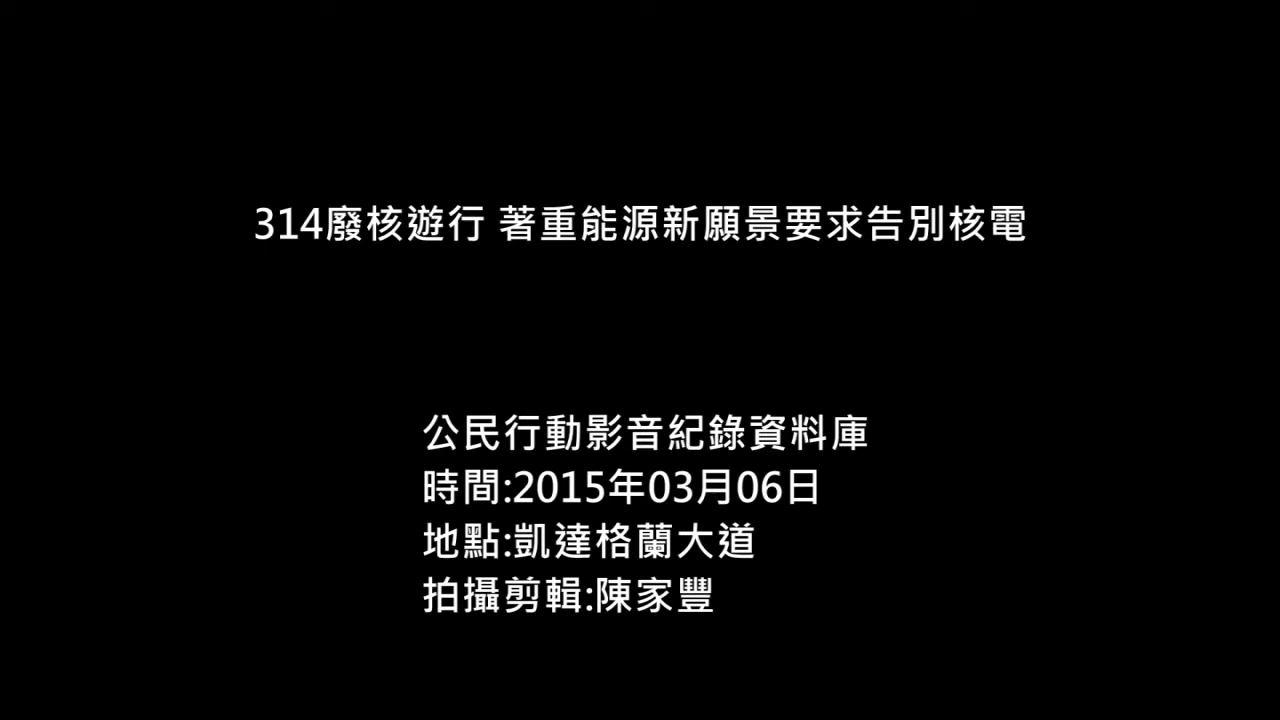 314廢核遊行 著重能源新願景要求告別核電
公民行動影音紀錄資料庫
時間:2015年03月06日
地點:凱達格蘭大道
拍攝剪輯:陳家豐